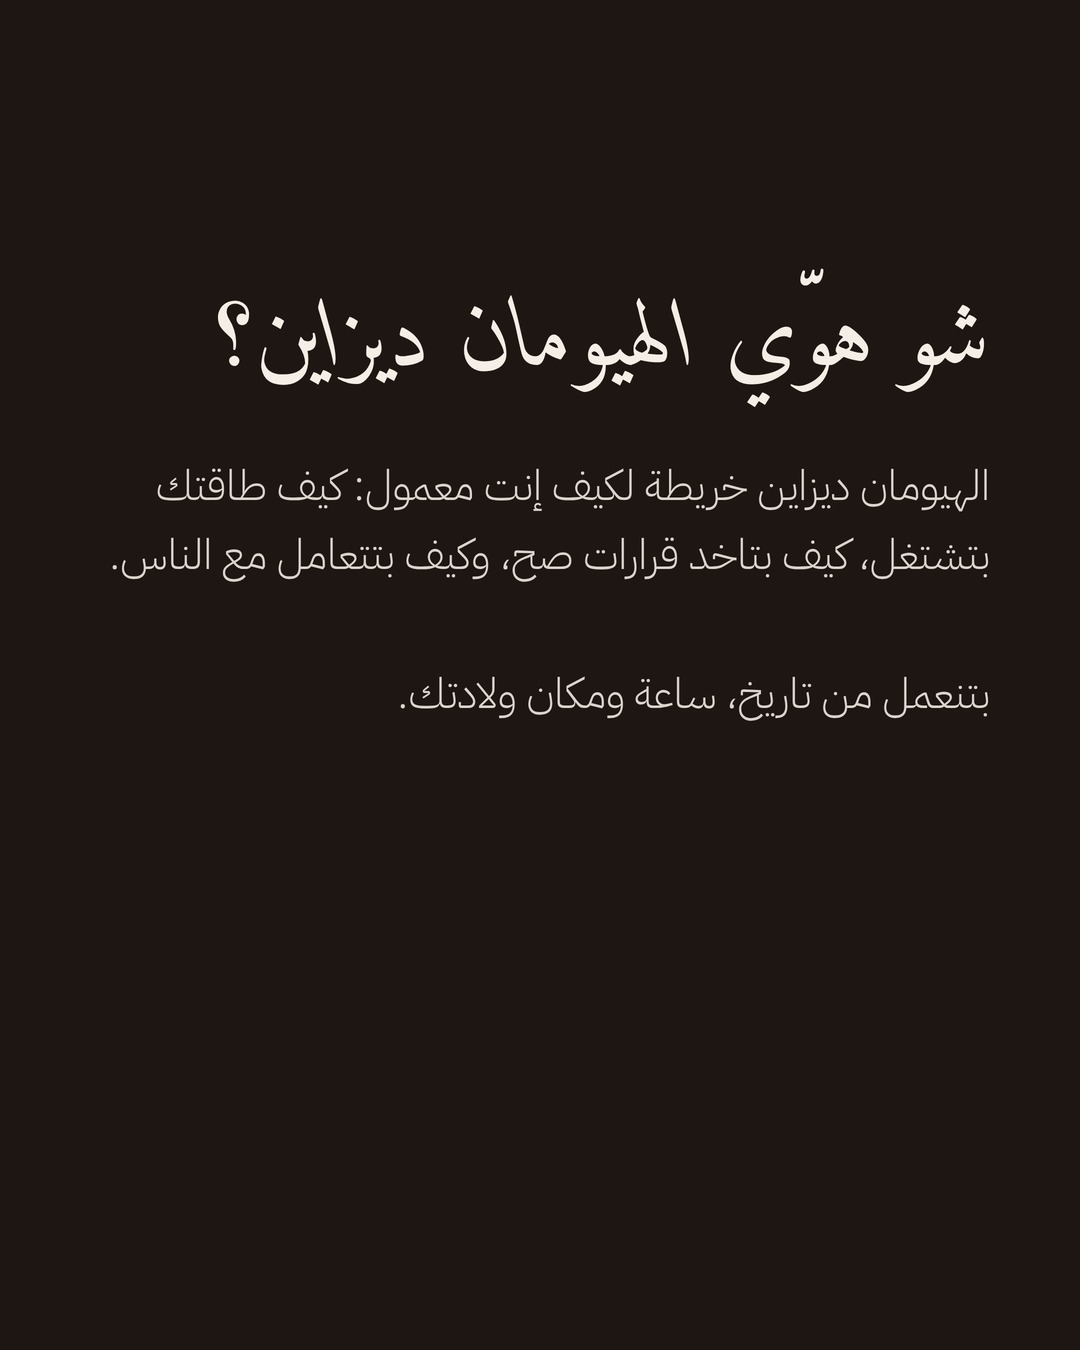 شو هوّي الهيومان ديزاين؟
الهيومان ديزاين خريطة لكيف إنت معمول: كيف طاقتك
بتشتغل، كيف بتاخد قرارات صح، وكيف بتتعامل مع الناس.
بتنعمل من تاريخ، ساعة ومكان ولادتك.